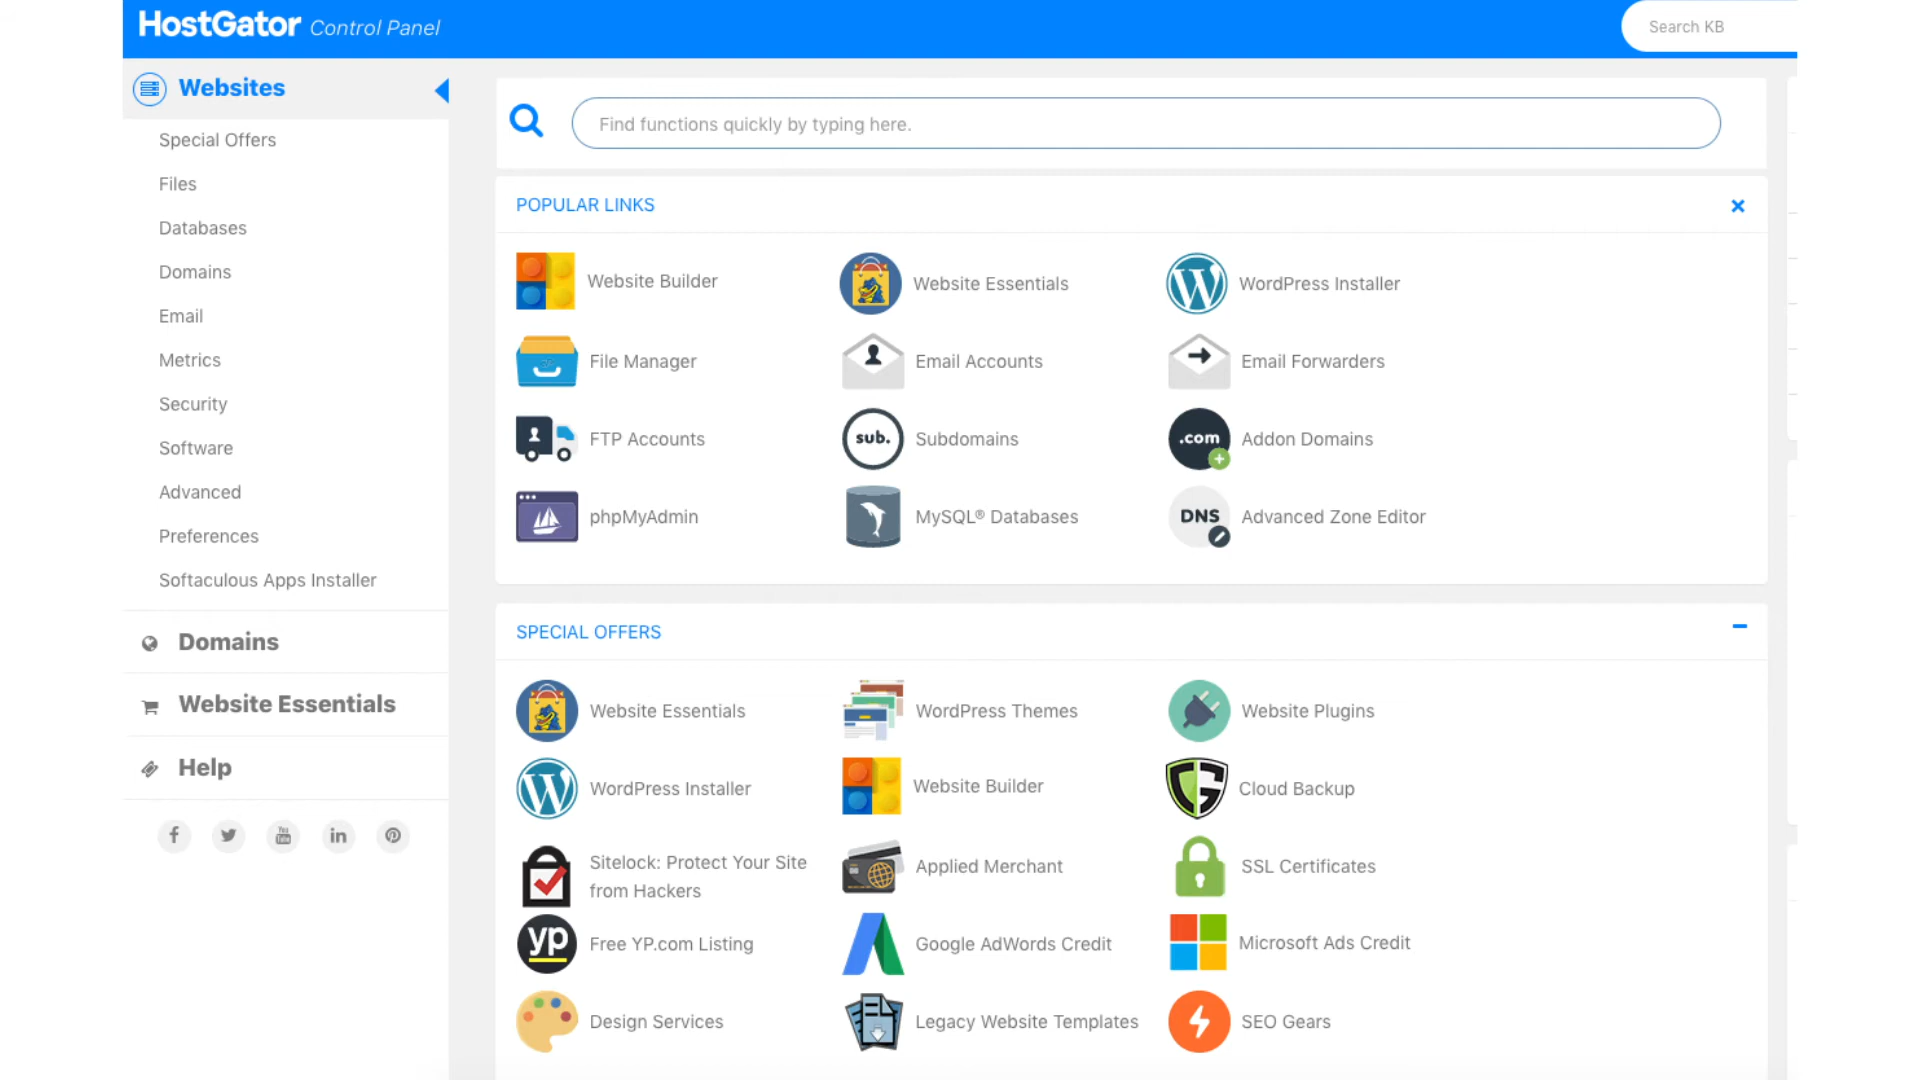 HostGator Control Panel
Search KB
Websites
Special Offers
Files
Databases
Domains
Email
Metrics
Security
Software
Advanced
Preferences
Softaculous Apps Installer
Domains
Website Essentials
Help
You
Tube
Find functions quickly by typing here.
POPULAR LINKS
Website Builder
Website Essentials
WordPress Installer
File Manager
Email Accounts
Email Forwarders
FTP Accounts
sub. Subdomains
.com Addon Domains
phpMyAdmin
MySQL® Databases
DNS Advanced Zone Editor
SPECIAL OFFERS
Website Essentials
WordPress Themes
Website Plugins
WordPress Installer
Website Builder
Cloud Backup
Sitelock: Protect Your Site
from Hackers
Applied Merchant
SSL Certificates
yp Free YP.com Listing
Google AdWords Credit
Microsoft Ads Credit
Design Services
Legacy Website Templates
SEO Gears